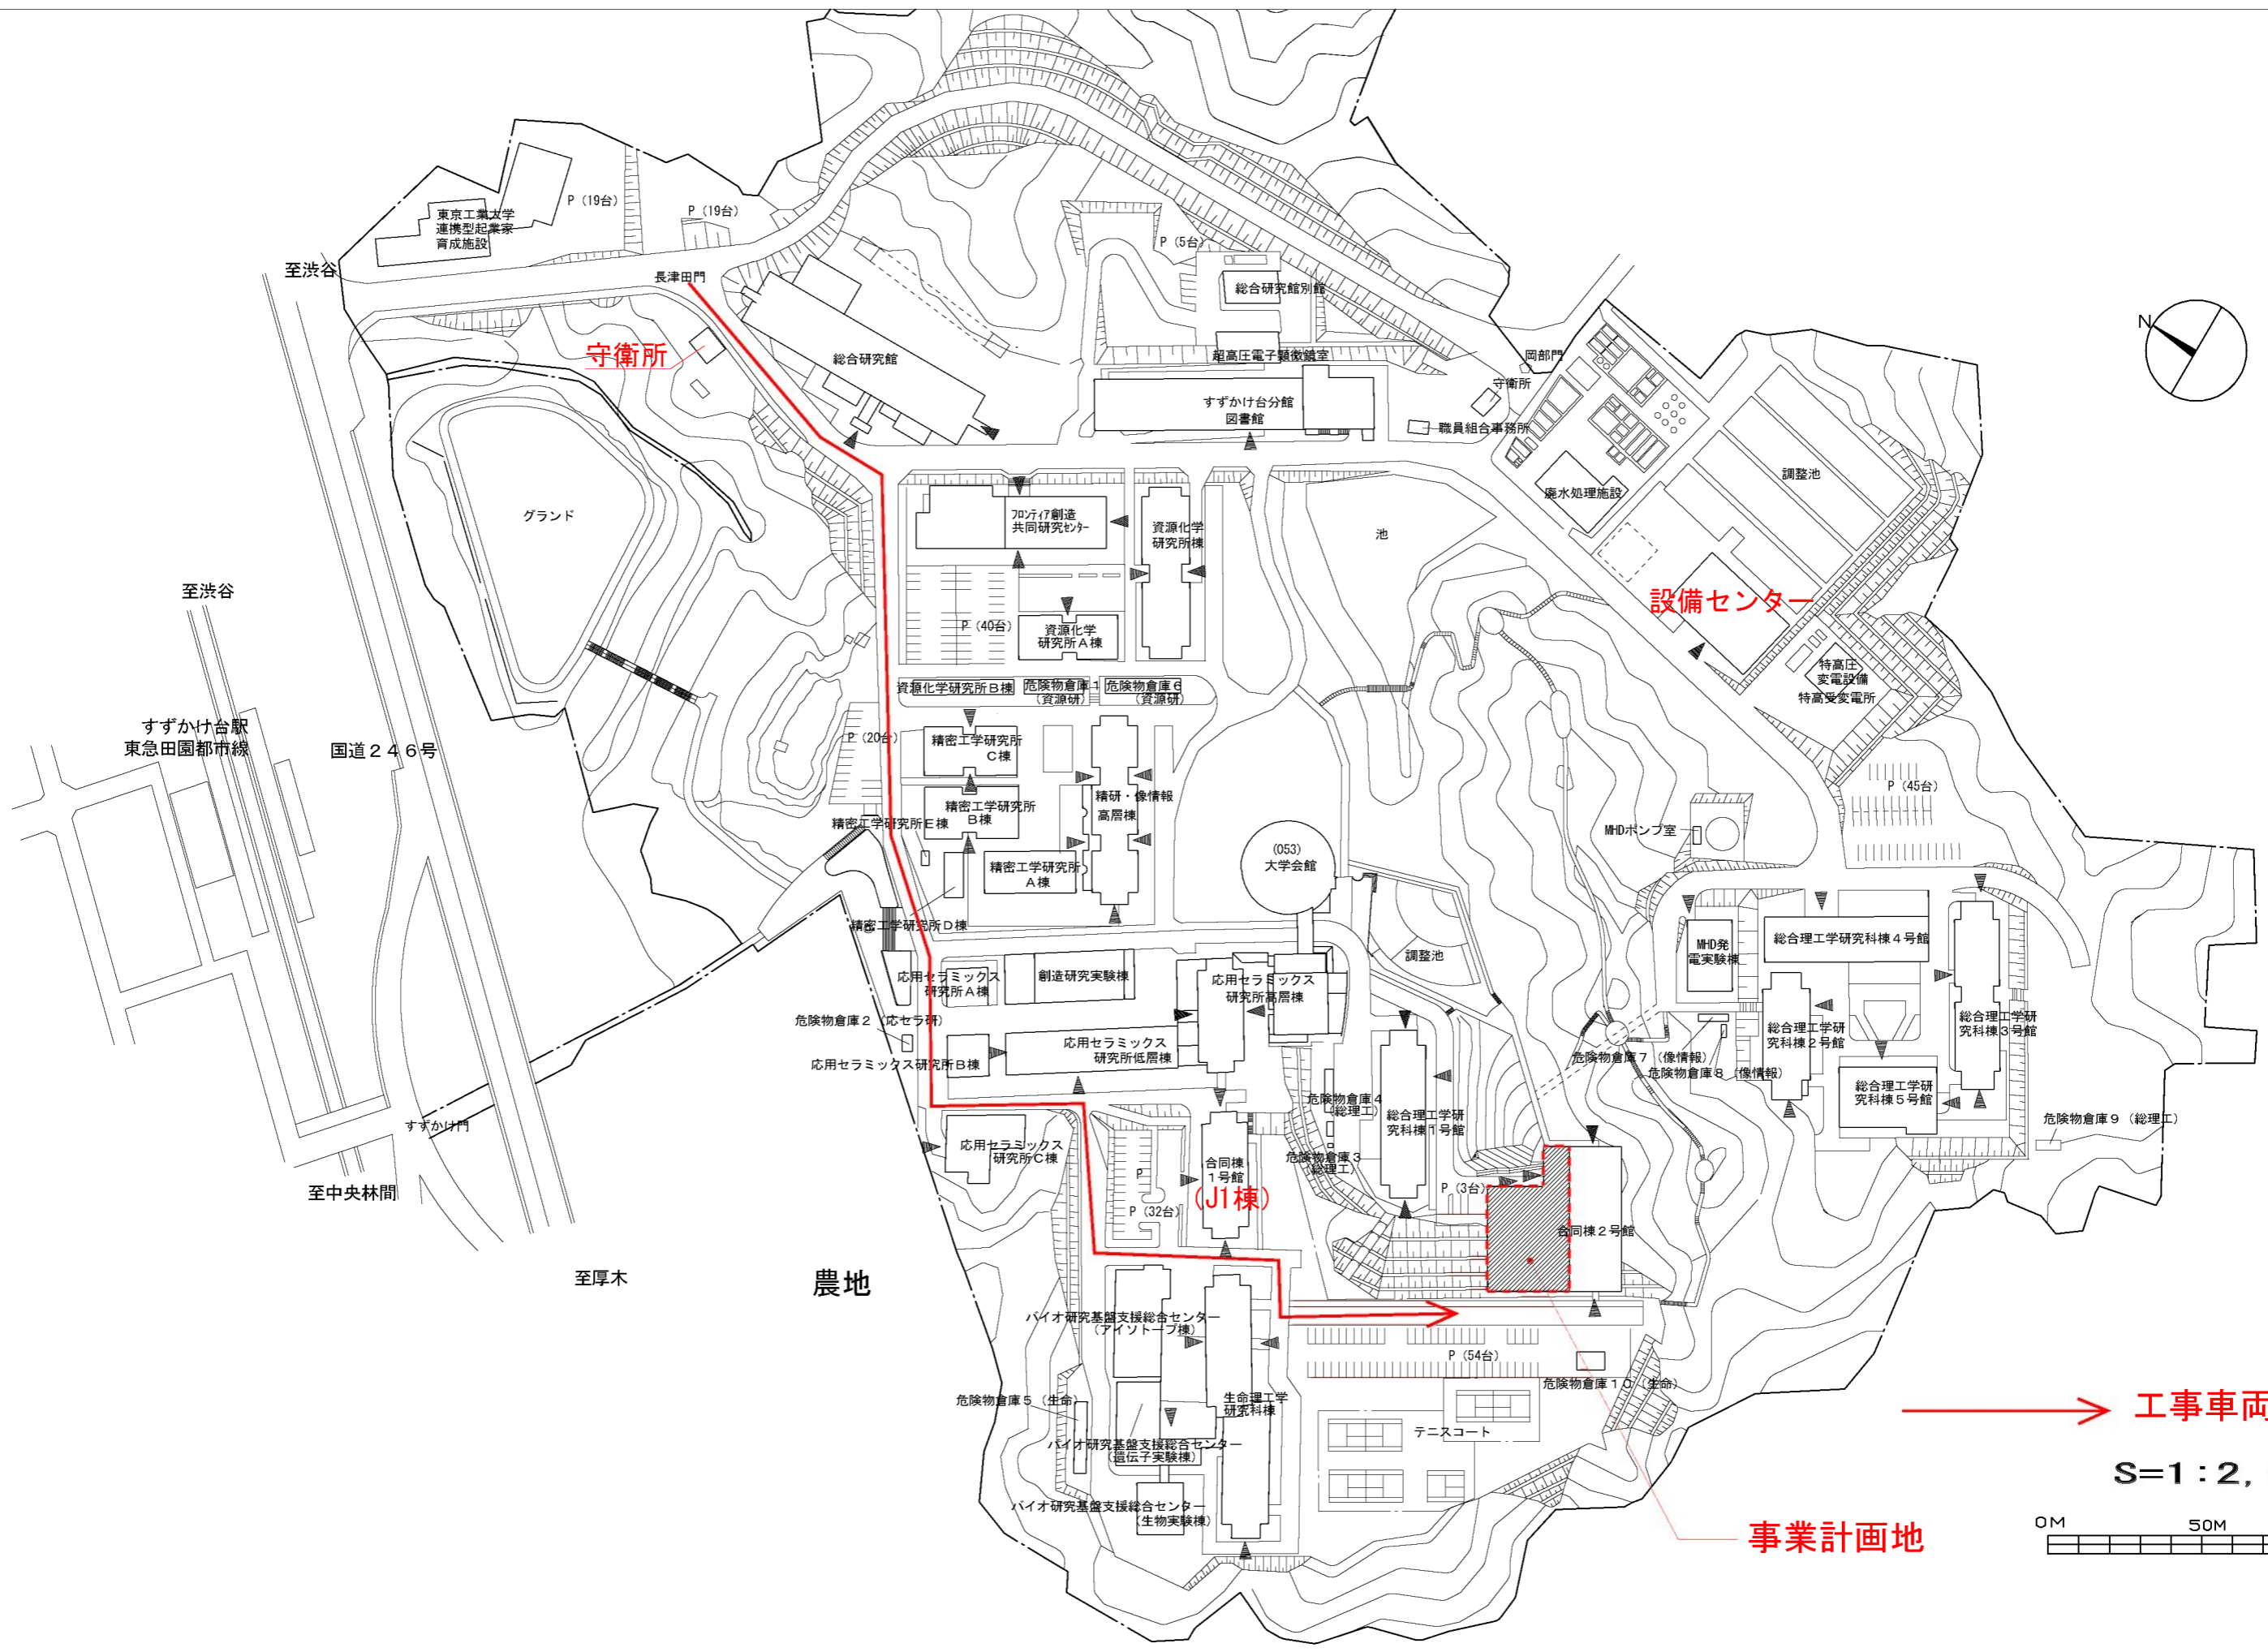 東京工業大学
連携型起業家
育成施設
P（19台）
P（19台）
至渋谷
長津田門
守衛所
総合研究館
P（5台）
総合研究館別館
超高圧電子顕微鏡室
すずかけ台分館
図書館
岡部門
守衛所
職員組合事務所
N
廃水処理施設
調整池
グランド
フロンティア創造
共同研究センター
資源化学
研究所棟
池
P（40台）
資源化学
研究所A棟
設備センター
至渋谷
特高圧
変電設備
特高受変電所
資源化学研究所B棟
危険物倉庫1
（資源研）
危険物倉庫6
（資源研）
すずかけ台駅
東急田園都市線
国道２４６号
P（20台）
精密工学研究所
C棟
精研・像情報
高層棟
精密工学研究所
B棟
精密工学研究所E棟
精密工学研究所
A棟
精密工学研究所D棟
(053)
大学会館
P（45台）
MHDポンプ室
MHD発
電実験棟
総合理工学研究科棟４号館
応用セラミックス
研究所A棟
創造研究実験棟
応用セラミックス
研究所高層棟
調整池
危険物倉庫２（応セラ研）
応用セラミックス
研究所低層棟
応用セラミックス研究所B棟
総合理工学研
究科棟２号館
総合理工学研
究科棟３号館
危険物倉庫７（像情報）
危険物倉庫８（像情報）
総合理工学研
究科棟５号館
危険物倉庫９（総理工）
危険物倉庫４
（総理工）
総合理工学研
究科棟１号館
すずかけ門
応用セラミックス
研究所C棟
P
P（32台）
合同棟
１号館
(J1棟)
危険物倉庫３
（総理工）
P（3台）
合同棟２号館
至中央林間
至厚木
農地
バイオ研究基盤支援総合センター
（アイソトープ棟）
P（54台）
危険物倉庫１０（生命）
危険物倉庫５（生命）
生命理工学
研究科棟
テニスコート
バイオ研究基盤支援総合センター
（遺伝子実験棟）
バイオ研究基盤支援総合センター
（生物実験棟）
工事車両
S=1：2,
事業計画地
0M
50M